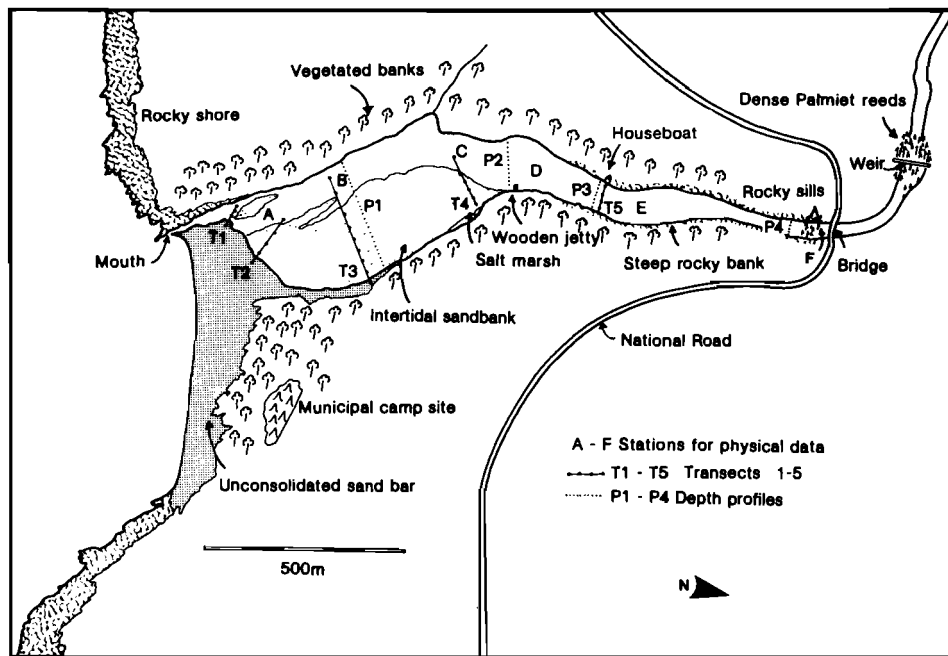 Vegetated banks
Dense Palmiet reeds
Rocky shore
Houseboat
Weir
C
P2
D
B
P3
Rocky sills
A
P1
T4
T5
E
P4
T1
Wooden jetty
Mouth
T2
Salt marsh
Steep rocky bank
F
Bridge
T3
Intertidal sandbank
National Road
Municipal camp site
A - F Stations for physical data
T1 - T5 Transects 1-5
Unconsolidated sand bar
P1 - P4 Depth profiles
500m
N